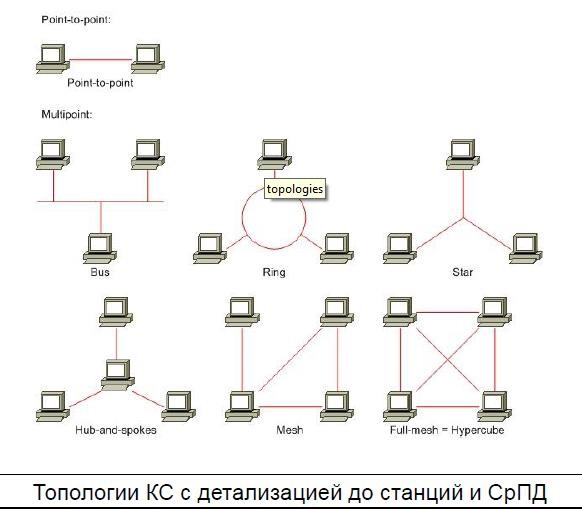 Point-to-point:
Point-to-point
Multipoint:
topologies
Bus
Ring
Star
Hub-and-spokes
Mesh
Full-mesh = Hypercube
Топологии КС с детализацией до станций и СрПД